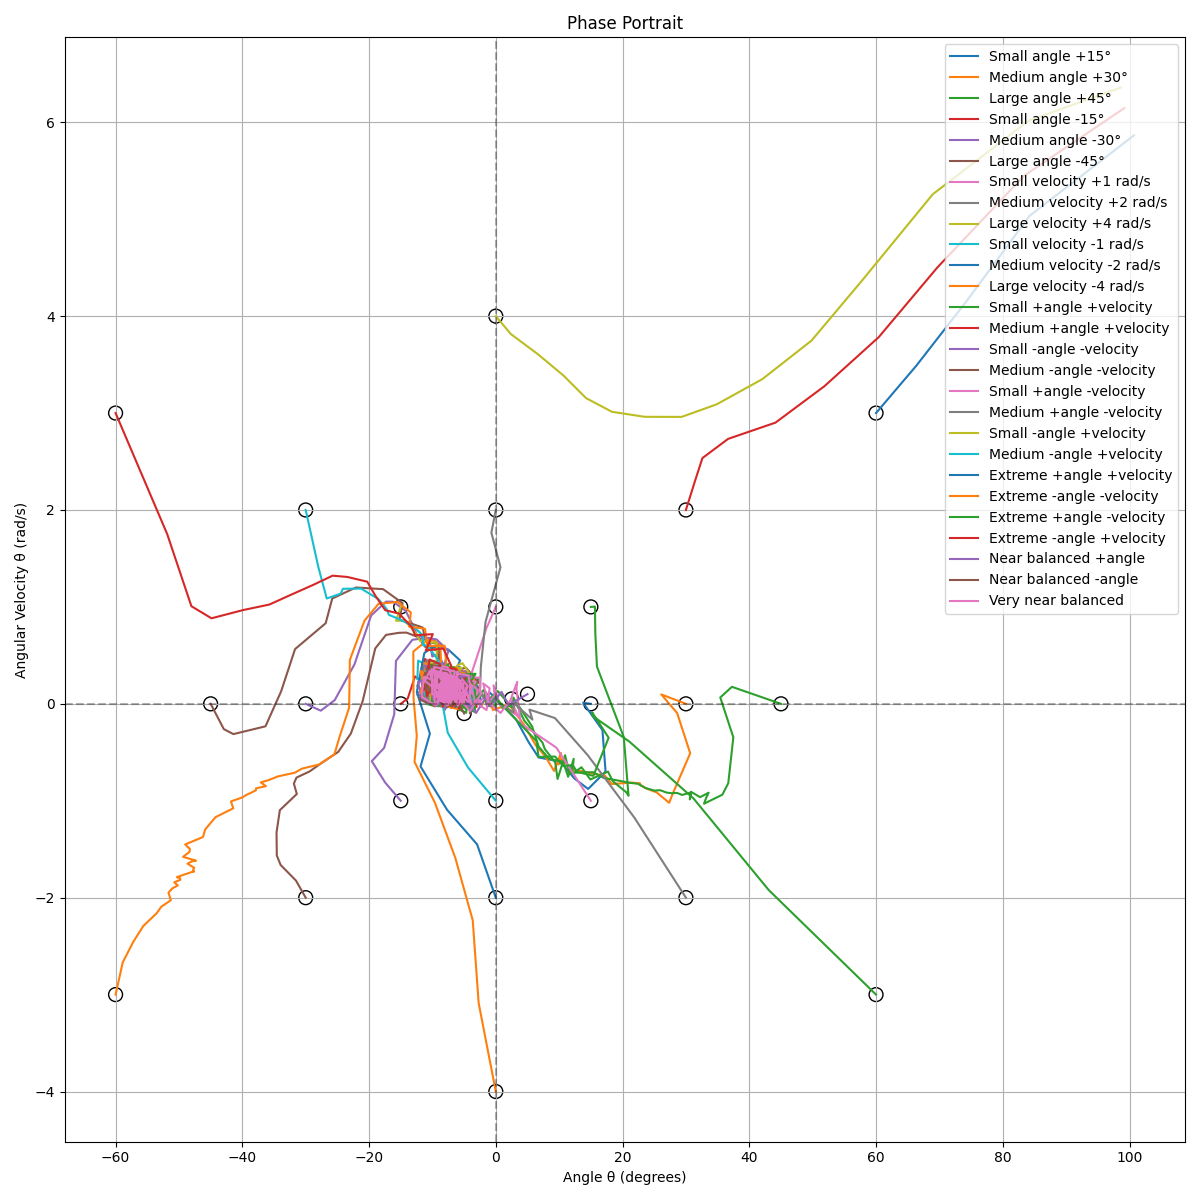 Phase Portrait
Small angle +15°
Medium angle +30°
Large angle +45°
Small angle -15°
Medium angle -30°
Large angle -45°
Small velocity +1 rad/s
Medium velocity +2 rad/s
Large velocity +4 rad/s
Small velocity -1 rad/s
Medium velocity -2 rad/s
Large velocity -4 rad/s
Small +angle +velocity
Medium +angle +velocity
Small -angle -velocity
Medium -angle -velocity
Small +angle -velocity
Medium +angle -velocity
Small -angle +velocity
Medium -angle +velocity
Extreme +angle +velocity
Extreme -angle -velocity
Extreme +angle -velocity
Extreme -angle +velocity
Near balanced +angle
Near balanced -angle
Very near balanced
6
4
2
0
−2
−4
Angular Velocity θ̇ (rad/s)
−60 −40 −20 0 20 40 60 80 100
Angle θ (degrees)